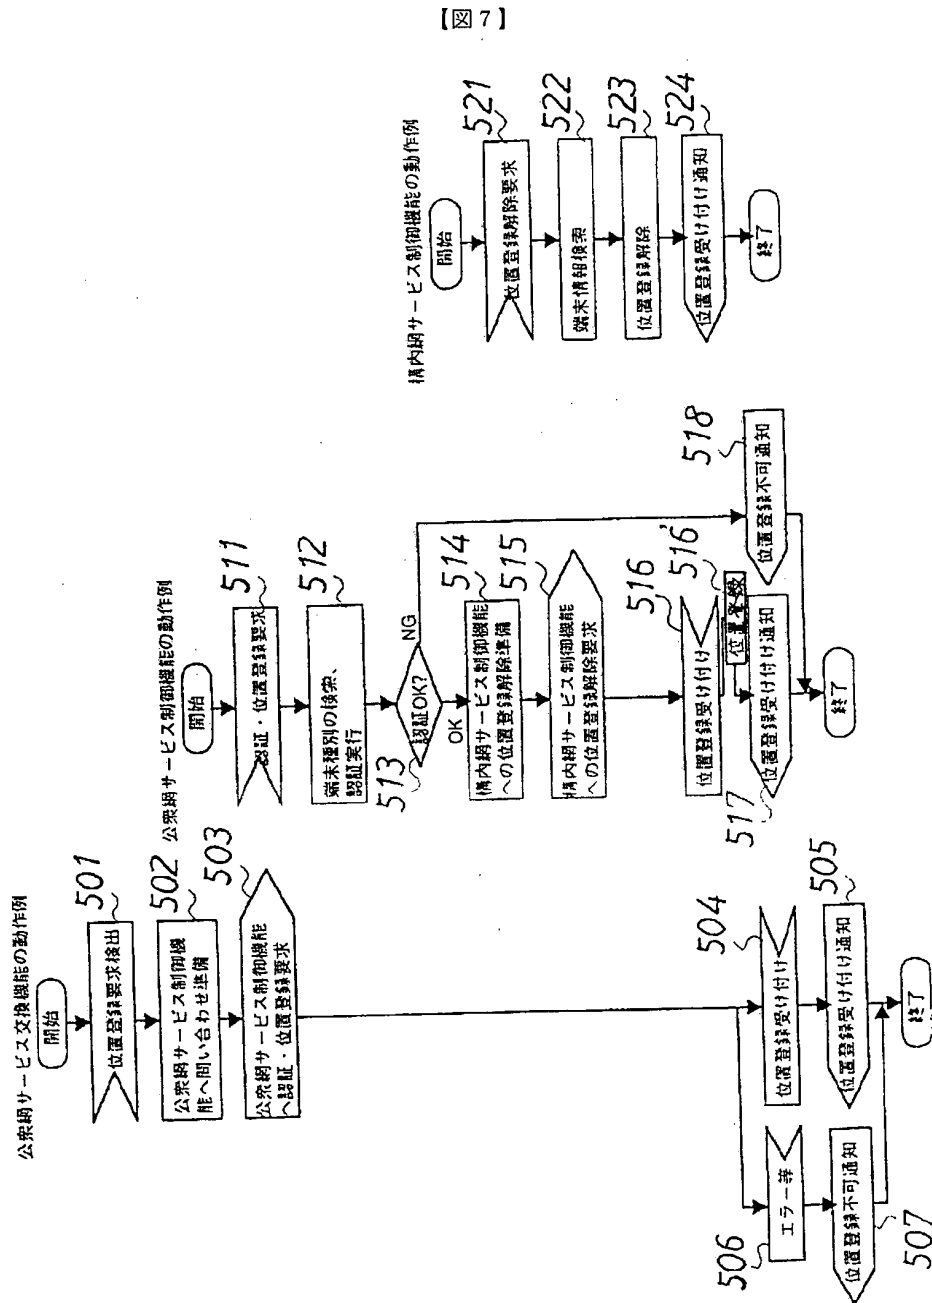 【図7】
公衆網サービス交換機能の動作例
開始
位置登録要求検出
501
公衆網サービス制御機
能へ問い合わせ準備
502
公衆網サービス制御機能
へ認証・位置登録要求
503
位置登録受け付け
504
位置登録受け付け通知
505
エラー等
506
位置登録不可通知
507
終了
公衆網サービス制御機能の動作例
開始
認証・位置登録要求
511
端末種別の検索、
認証実行
512
認証OK?
513
OK
NG
構内網サービス制御機能
への位置登録解除準備
514
構内網サービス制御機能
への位置登録解除要求
515
位置登録受け付け
516
位置登録
516'
位置登録受け付け通知
517
位置登録不可通知
518
終了
構内網サービス制御機能の動作例
開始
位置登録解除要求
521
端末情報検索
522
位置登録解除
523
位置登録受け付け通知
524
終了